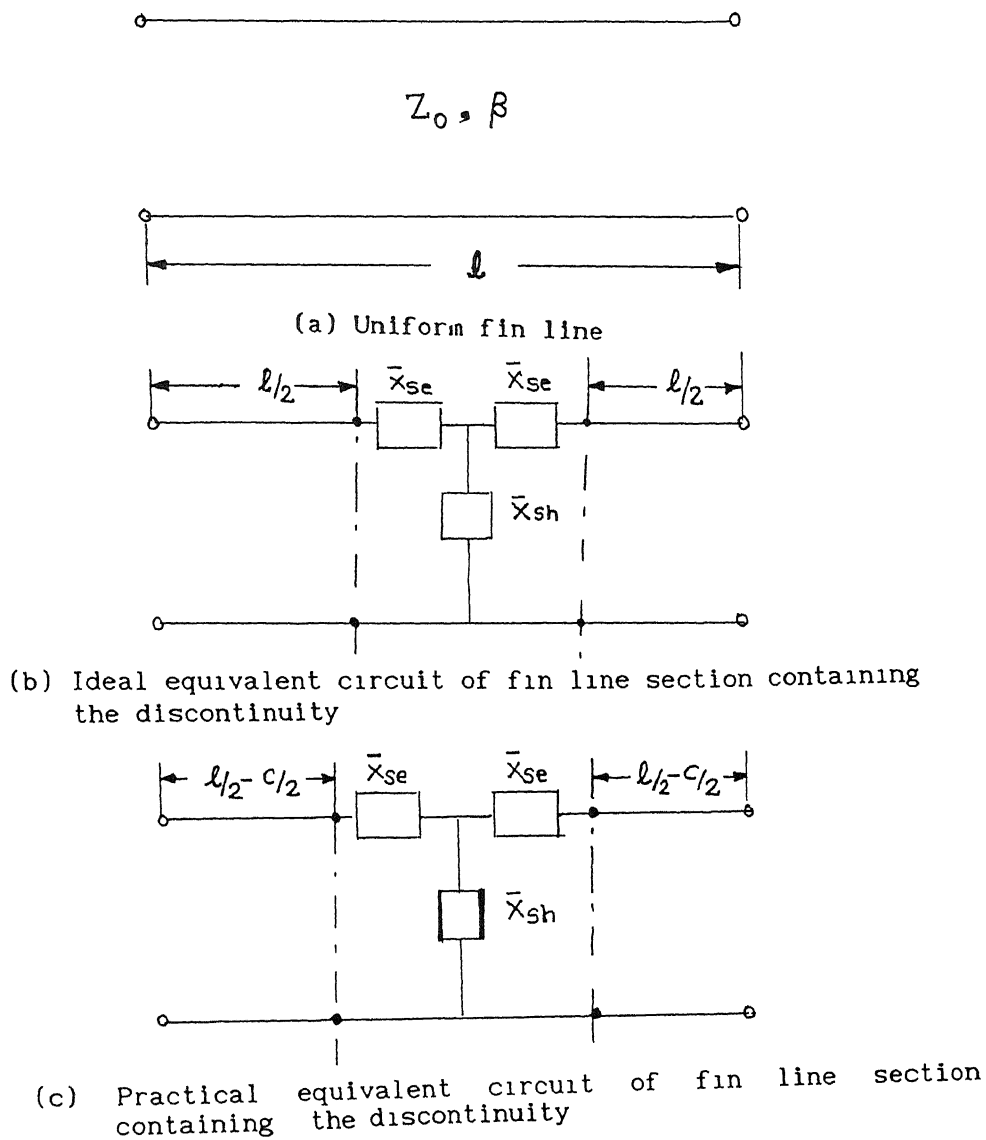 Z₀, β
l
(a) Uniform fin line
l/2 X̄se X̄se l/2
X̄sh
(b) Ideal equivalent circuit of fin line section containing
the discontinuity
l/2-c/2 X̄se X̄se l/2-c/2
X̄sh
(c) Practical equivalent circuit of fin line section
containing the discontinuity